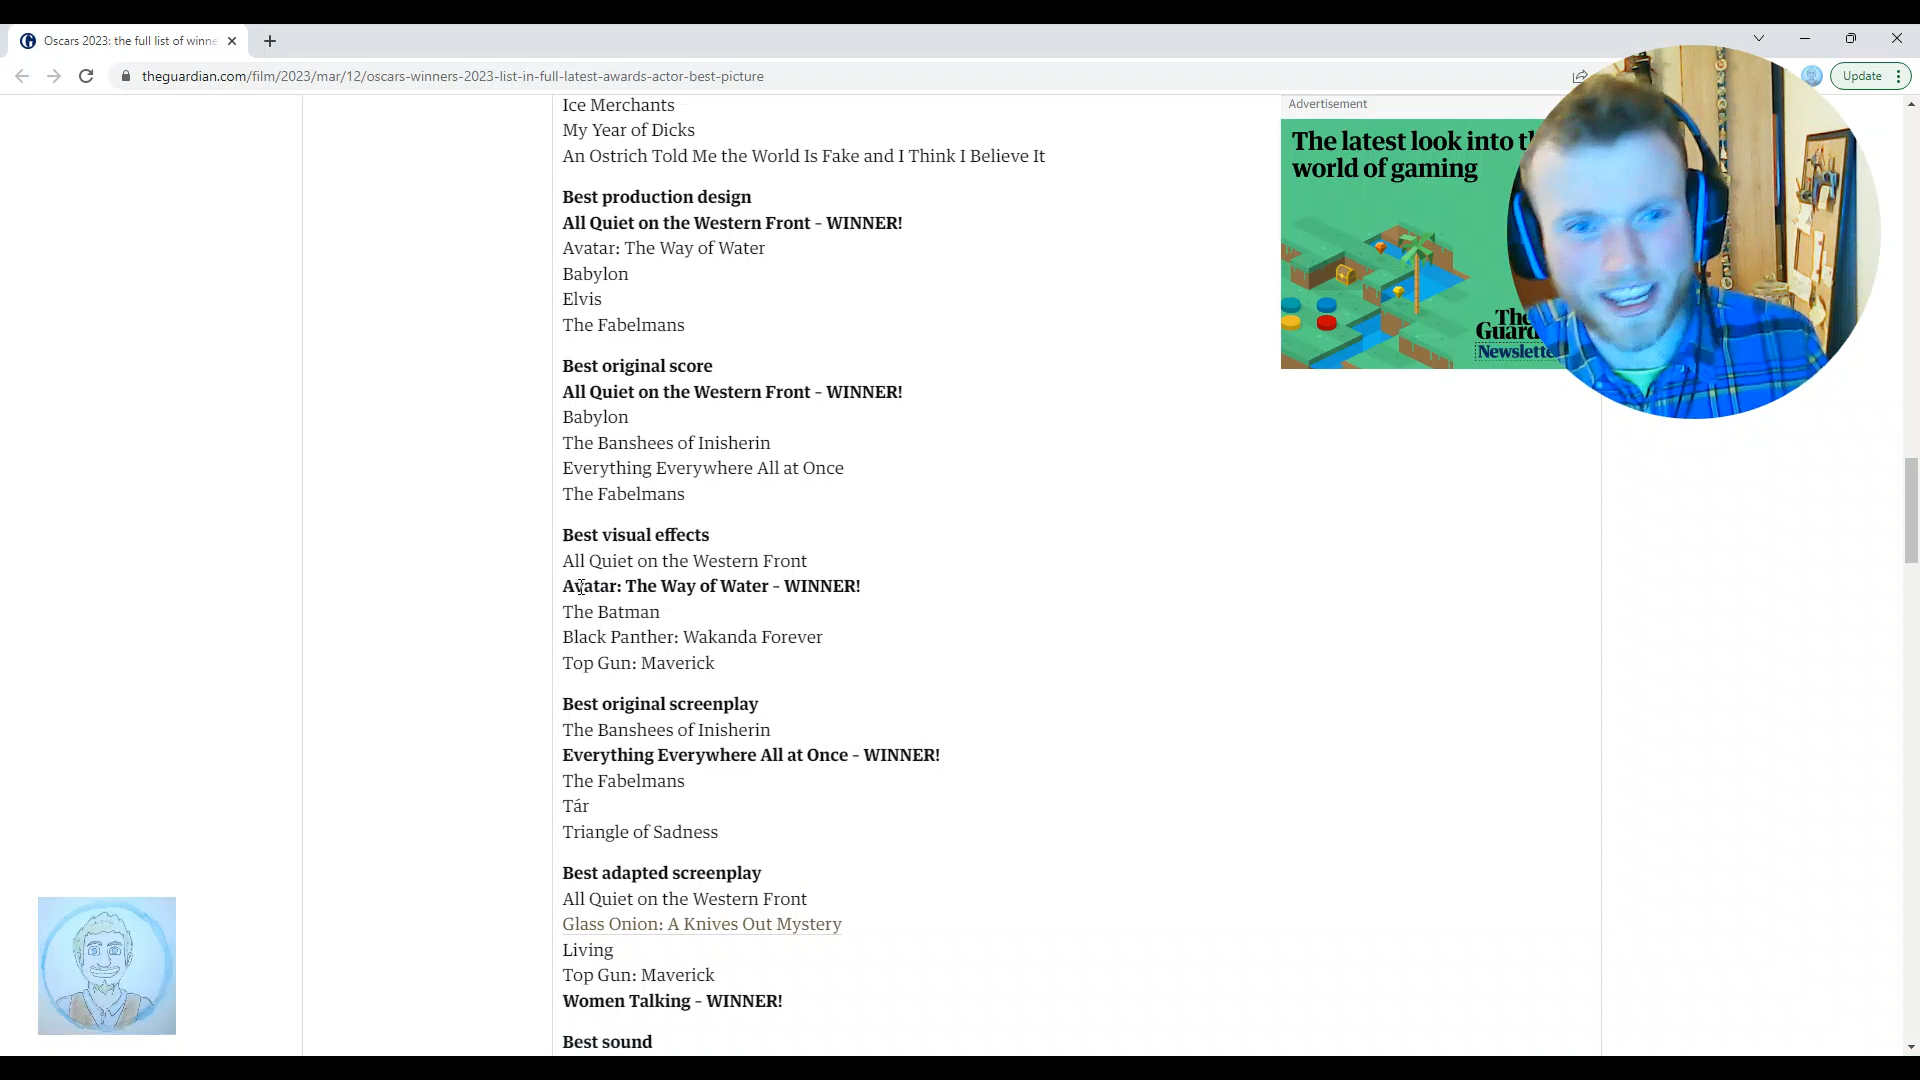 Oscars 2023: the full list of winne
theguardian.com/film/2023/mar/12/oscars-winners-2023-list-in-full-latest-awards-actor-best-picture
Update
Ice Merchants
My Year of Dicks
An Ostrich Told Me the World Is Fake and I Think I Believe It
Best production design
All Quiet on the Western Front – WINNER!
Avatar: The Way of Water
Babylon
Elvis
The Fabelmans
Best original score
All Quiet on the Western Front – WINNER!
Babylon
The Banshees of Inisherin
Everything Everywhere All at Once
The Fabelmans
Best visual effects
All Quiet on the Western Front
Avatar: The Way of Water – WINNER!
The Batman
Black Panther: Wakanda Forever
Top Gun: Maverick
Best original screenplay
The Banshees of Inisherin
Everything Everywhere All at Once – WINNER!
The Fabelmans
Tár
Triangle of Sadness
Best adapted screenplay
All Quiet on the Western Front
Glass Onion: A Knives Out Mystery
Living
Top Gun: Maverick
Women Talking – WINNER!
Best sound
Advertisement
The latest look into th
world of gaming
The
Guard
Newslette